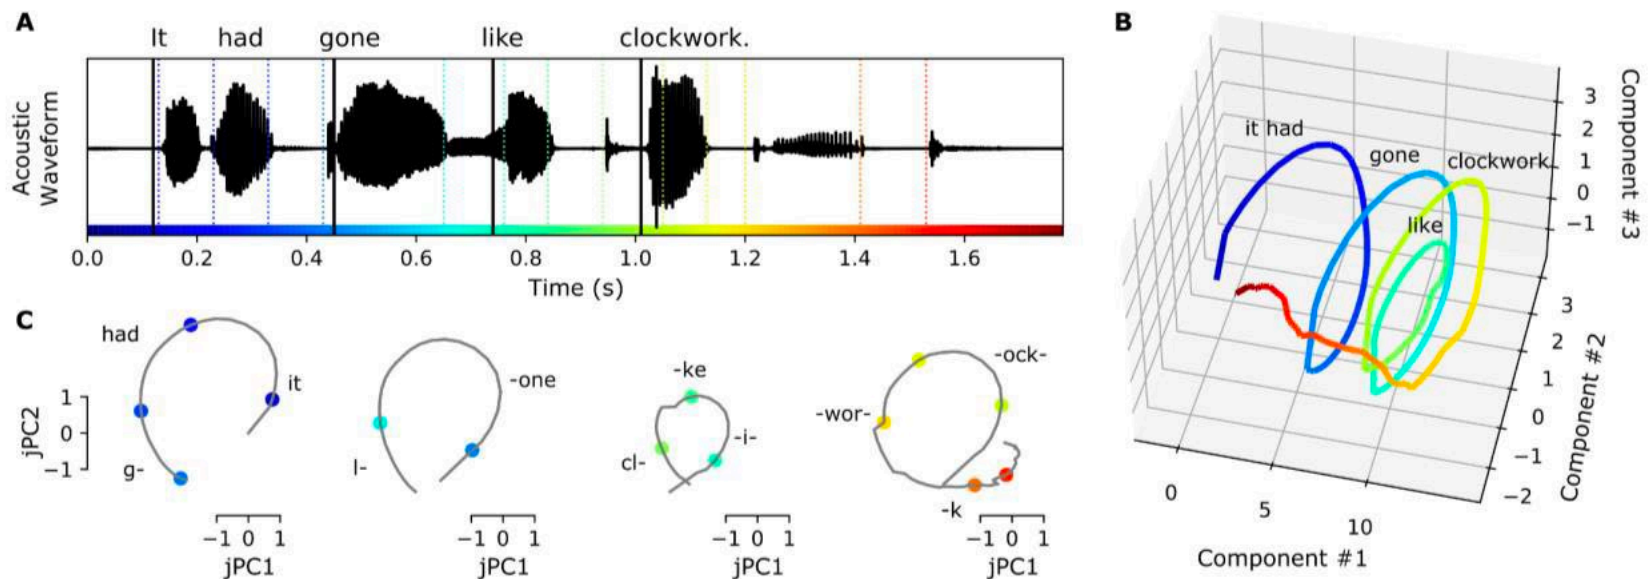 A
It had gone like clockwork.
Acoustic
Waveform
0.0 0.2 0.4 0.6 0.8 1.0 1.2 1.4 1.6
Time (s)
B
it had
gone
clockwork
like
3
2
1
0
−1
Component #3
3
2
1
0
−1
−2
Component #2
0
5
10
Component #1
C
had
it
g-
1
0
−1
jPC2
−1 0 1
jPC1
-one
l-
−1 0 1
jPC1
-ke
-i-
cl-
−1 0 1
jPC1
-ock-
-wor-
-k
−1 0 1
jPC1